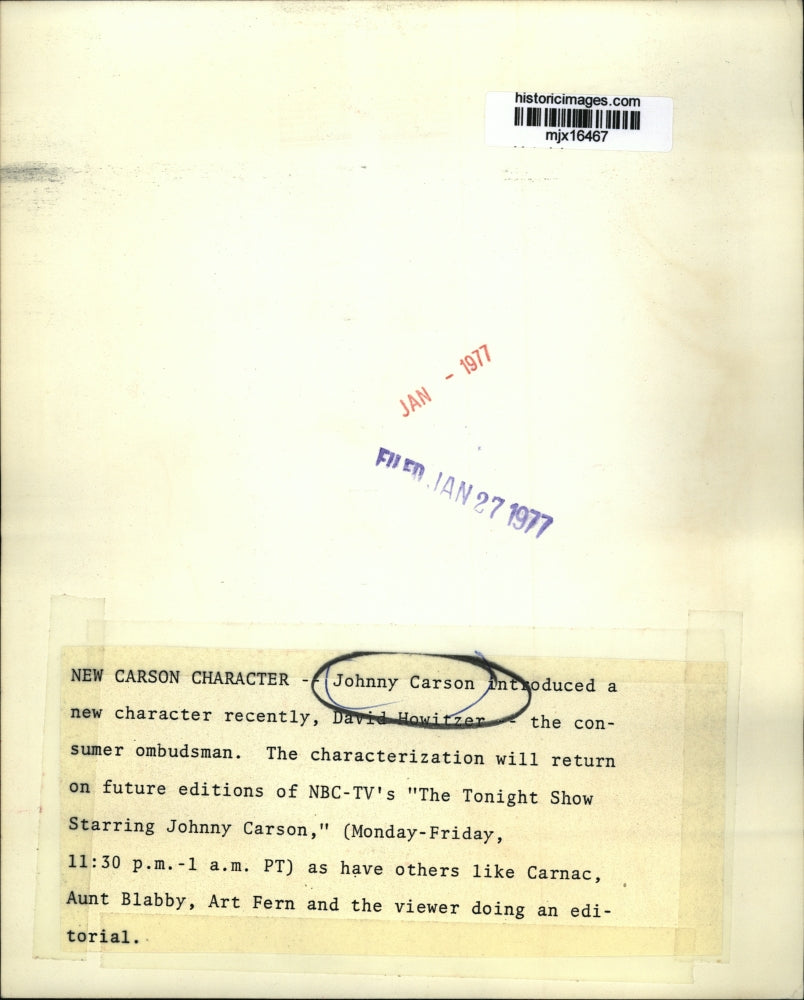 historicimages.com
mjx16467
JAN - 1977
FILED JAN 27 1977
NEW CARSON CHARACTER -- Johnny Carson introduced a
new character recently, David Howitzer - the con-
sumer ombudsman. The characterization will return
on future editions of NBC-TV's "The Tonight Show
Starring Johnny Carson," (Monday-Friday,
11:30 p.m.-1 a.m. PT) as have others like Carnac,
Aunt Blabby, Art Fern and the viewer doing an edi-
torial.